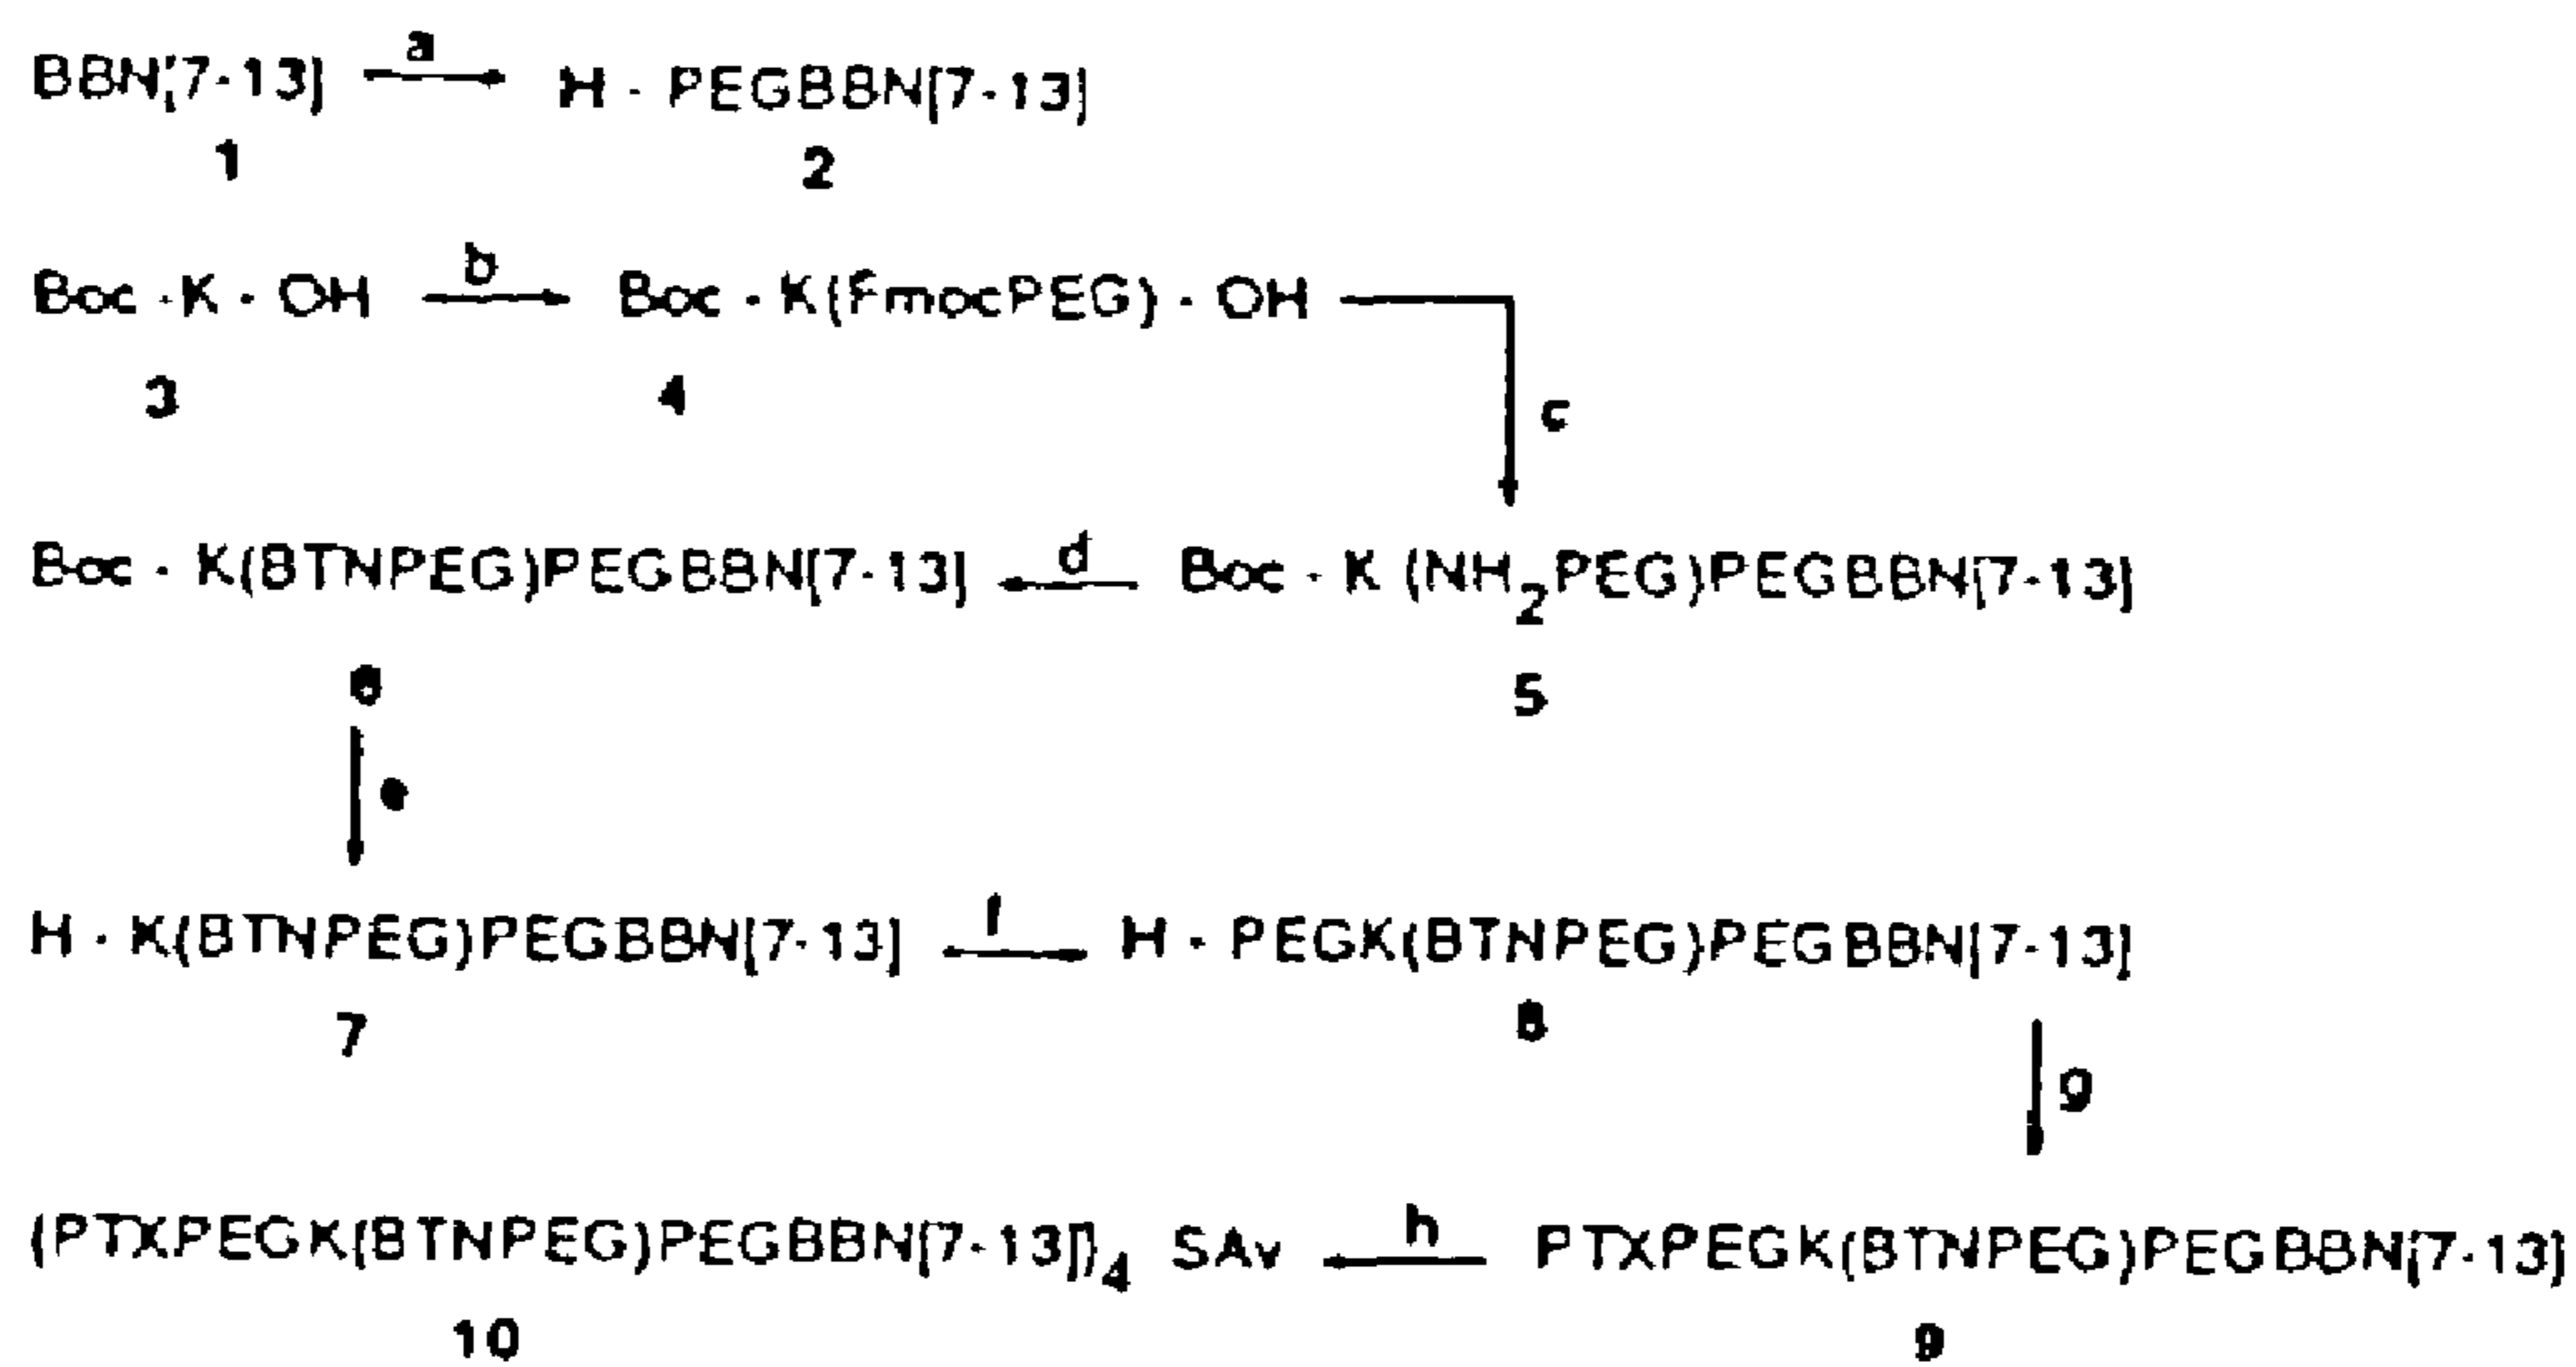 a
BBN[7-13] H - PEGBBN[7-13]
1 2
b
Boc - K - OH Boc - K(FmocPEG) - OH
3 4
c
d
Boc - K(BTNPEG)PEGBBN[7-13] Boc - K (NH2PEG)PEGBBN[7-13]
6 5
e
f
H - K(BTNPEG)PEGBBN[7-13] H - PEGK(BTNPEG)PEGBBN[7-13]
7 8
g
h
(PTXPEGK(BTNPEG)PEGBBN[7-13])4 SAv PTXPEGK(BTNPEG)PEGBBN[7-13]
10 9